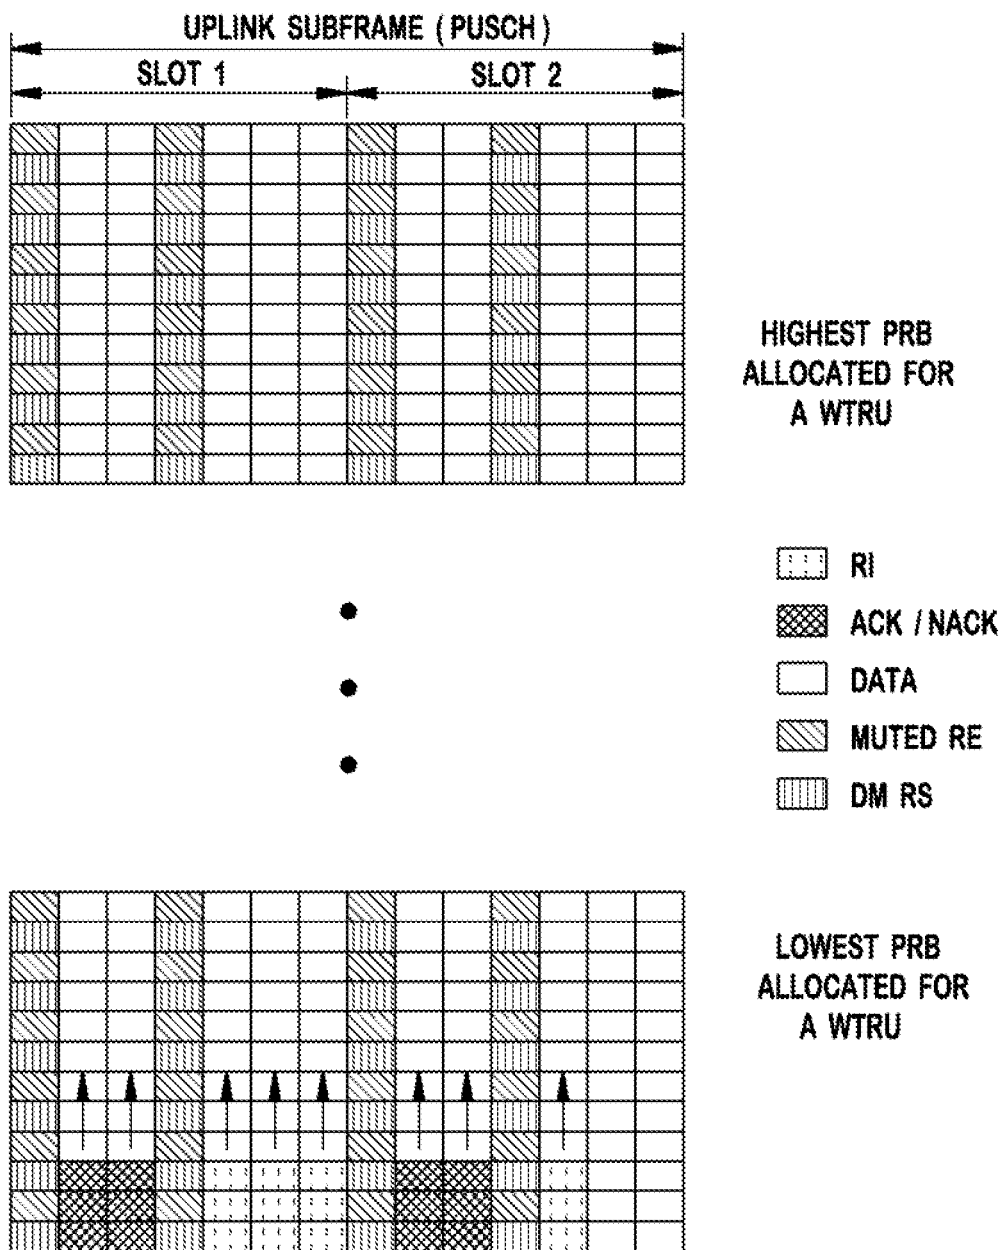 UPLINK SUBFRAME (PUSCH)
SLOT 1
SLOT 2
HIGHEST PRB
ALLOCATED FOR
A WTRU
RI
ACK / NACK
DATA
MUTED RE
DM RS
LOWEST PRB
ALLOCATED FOR
A WTRU